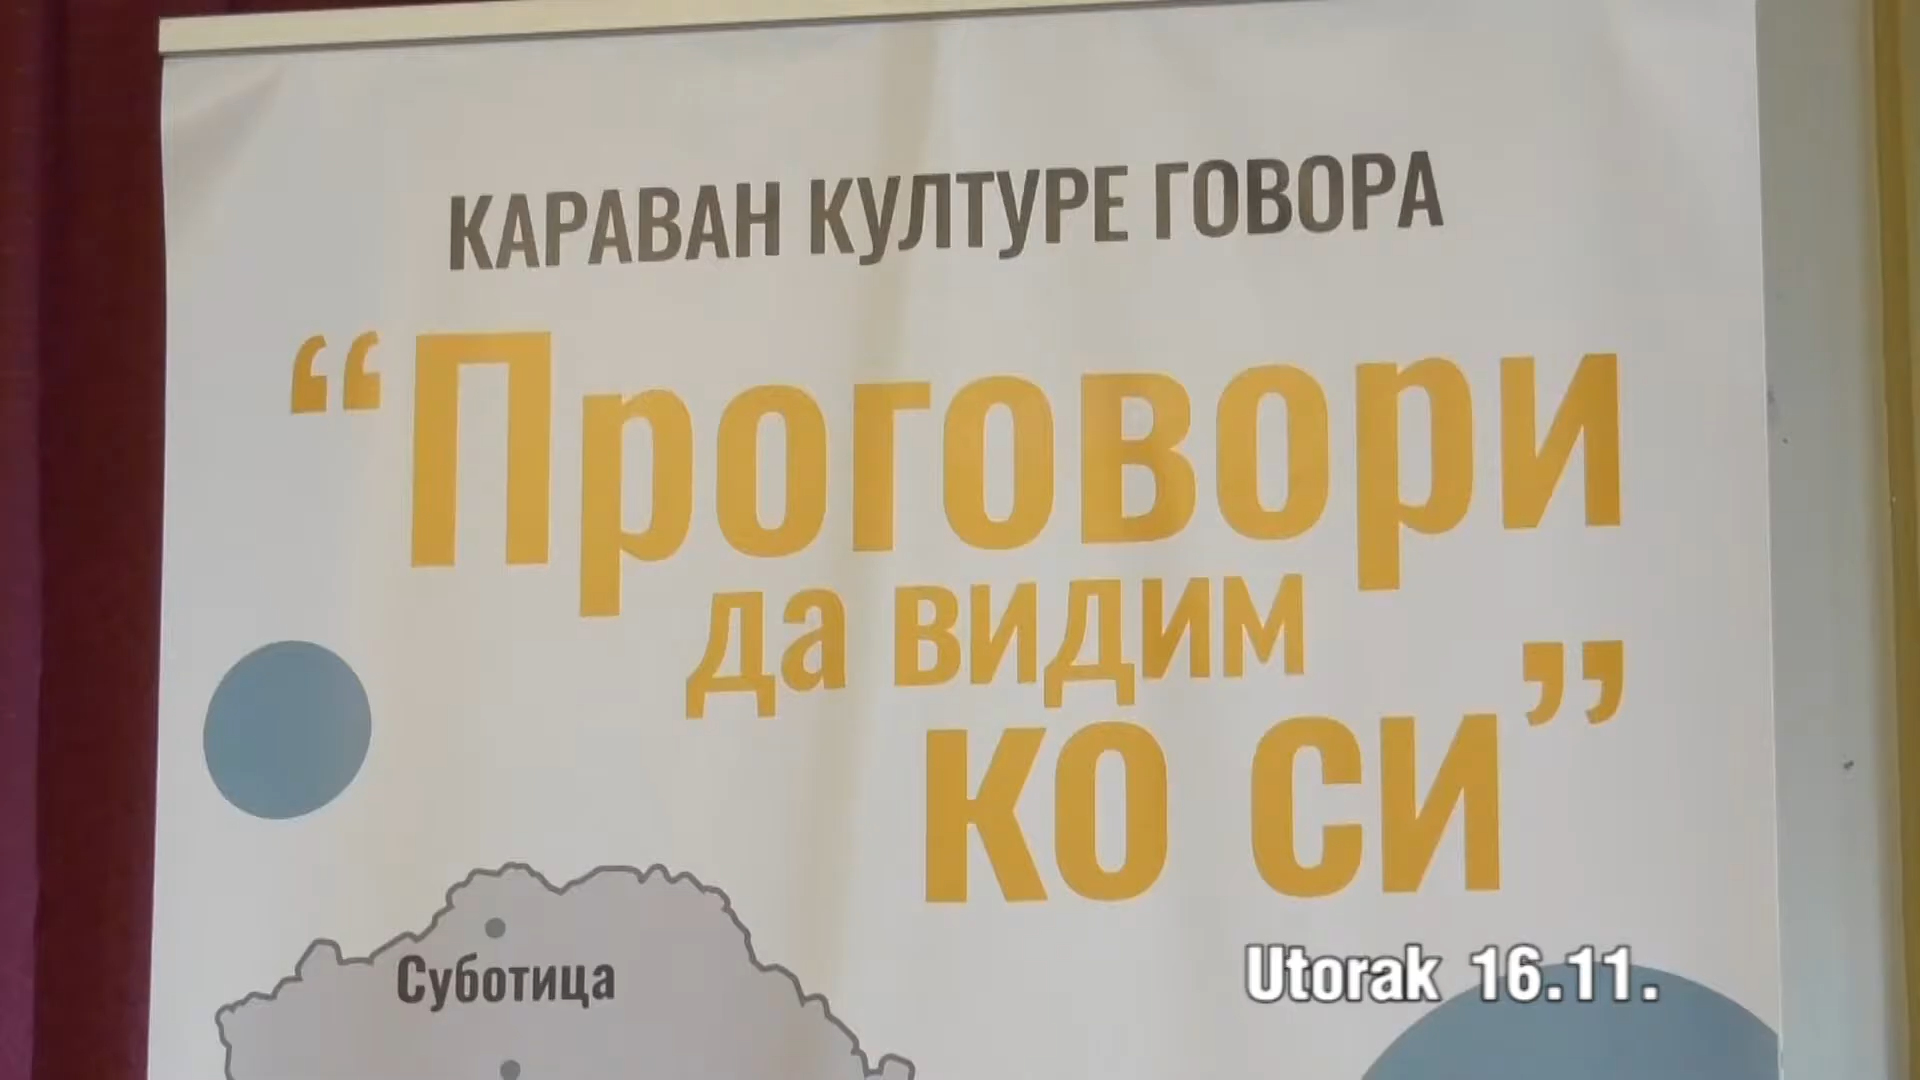 КАРАВАН КУЛТУРЕ ГОВОРА
“Проговори
да видим
ко си”
Суботица
Utorak 16.11.